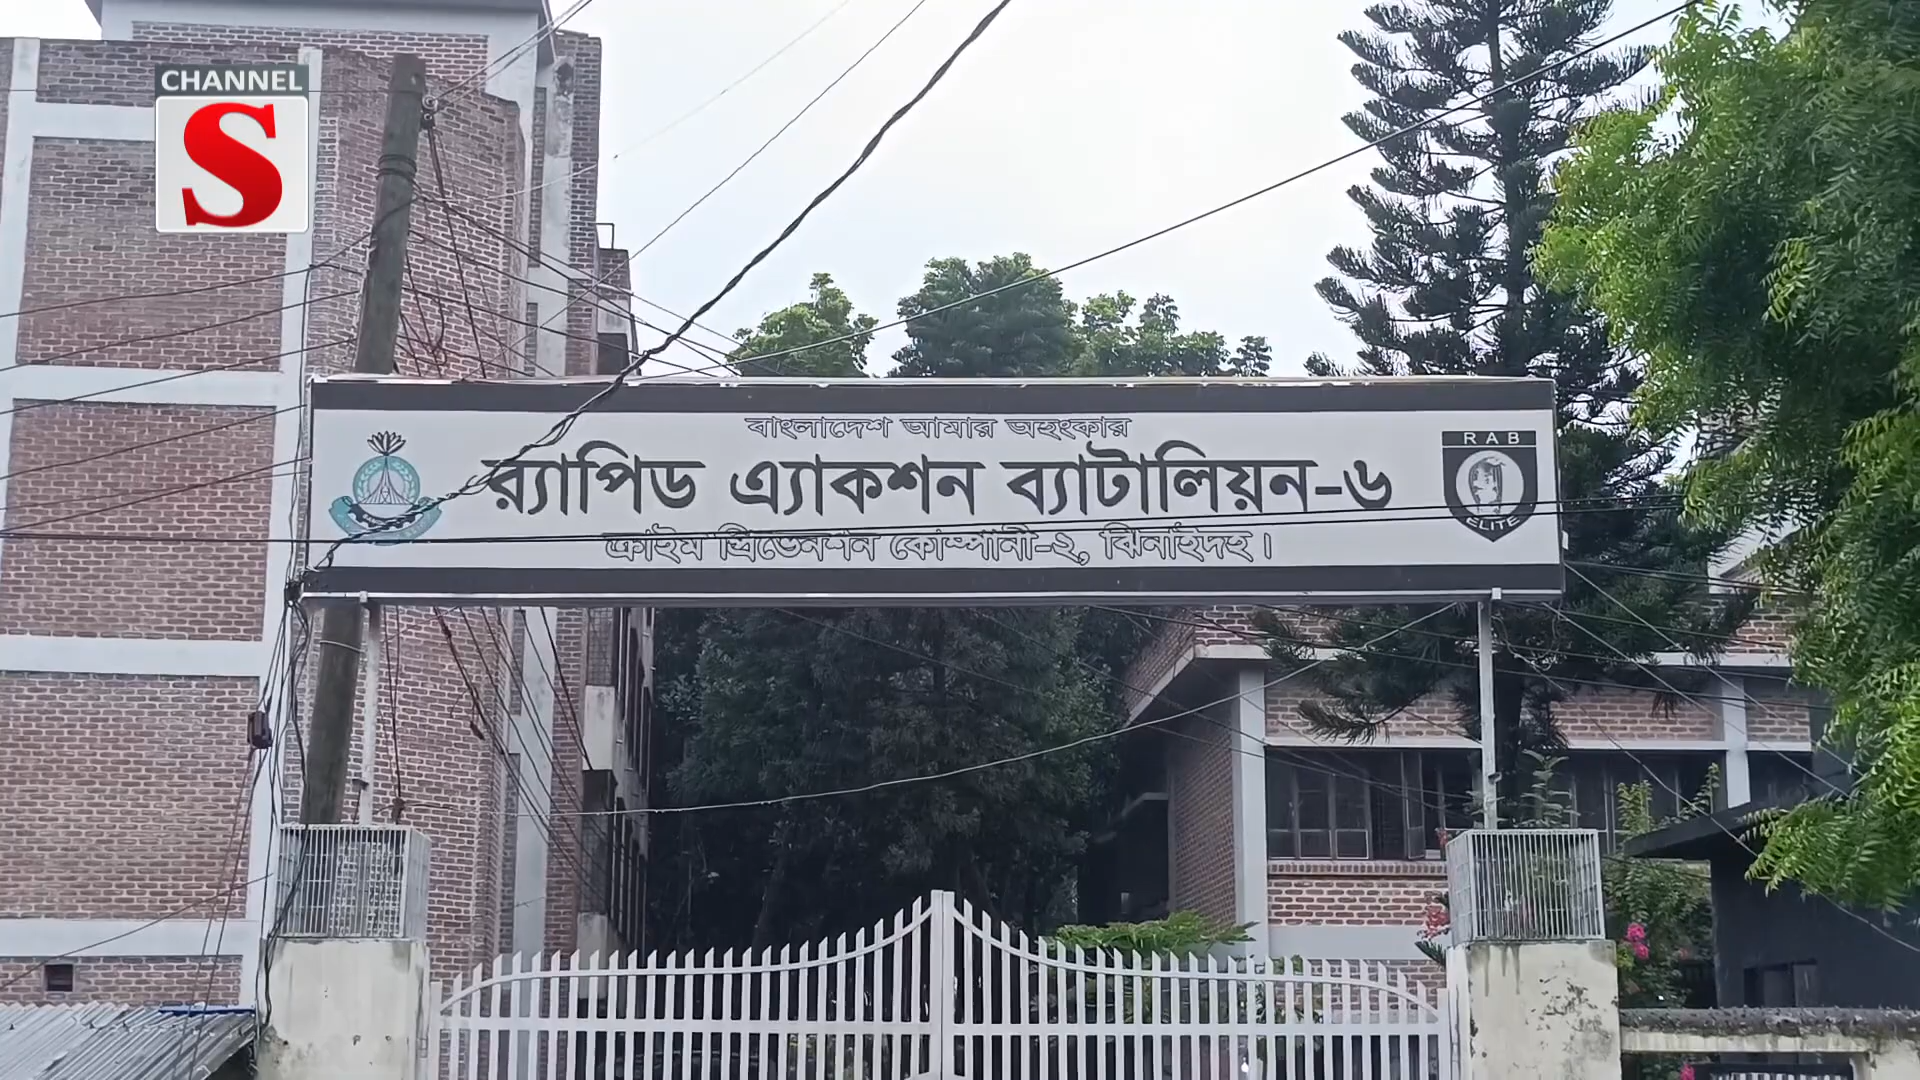 CHANNEL
S
বাংলাদেশ আমার অহংকার
র‍্যাপিড এ্যাকশন ব্যাটালিয়ন-৬
ক্রাইম প্রিভেনশন কোম্পানী-২, ঝিনাইদহ।
RAB
ELITE